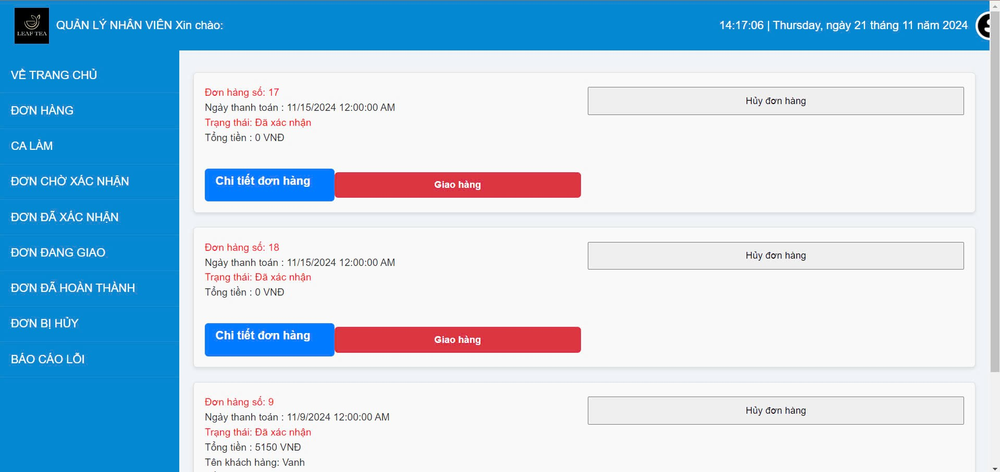 LEAF TEA
QUẢN LÝ NHÂN VIÊN Xin chào:
14:17:06 | Thursday, ngày 21 tháng 11 năm 2024
VỀ TRANG CHỦ
ĐƠN HÀNG
CA LÀM
ĐƠN CHỜ XÁC NHẬN
ĐƠN ĐÃ XÁC NHẬN
ĐƠN ĐANG GIAO
ĐƠN ĐÃ HOÀN THÀNH
ĐƠN BỊ HỦY
BÁO CÁO LỖI
Đơn hàng số: 17
Ngày thanh toán : 11/15/2024 12:00:00 AM
Trạng thái: Đã xác nhận
Tổng tiền : 0 VNĐ
Hủy đơn hàng
Chi tiết đơn hàng
Giao hàng
Đơn hàng số: 18
Ngày thanh toán : 11/15/2024 12:00:00 AM
Trạng thái: Đã xác nhận
Tổng tiền : 0 VNĐ
Hủy đơn hàng
Chi tiết đơn hàng
Giao hàng
Đơn hàng số: 9
Ngày thanh toán : 11/9/2024 12:00:00 AM
Trạng thái: Đã xác nhận
Tổng tiền : 5150 VNĐ
Tên khách hàng: Vanh
Hủy đơn hàng